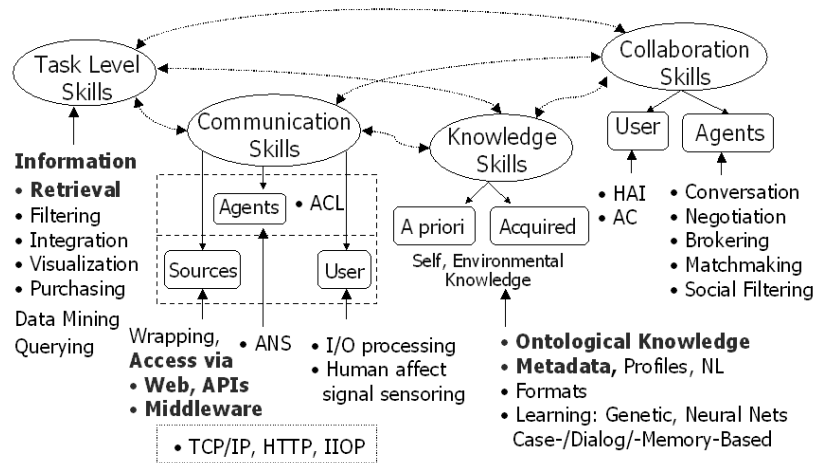 Task Level
Skills
Communication
Skills
Knowledge
Skills
Collaboration
Skills
Information
• Retrieval
• Filtering
• Integration
• Visualization
• Purchasing
Data Mining
Querying
Agents
• ACL
Sources
User
Wrapping,
Access via
• Web, APIs
• Middleware
• ANS
• I/O processing
• Human affect
signal sensoring
• TCP/IP, HTTP, IIOP
A priori
Acquired
Self, Environmental
Knowledge
• Ontological Knowledge
• Metadata, Profiles, NL
• Formats
• Learning: Genetic, Neural Nets
Case-/Dialog/-Memory-Based
User
Agents
• HAI
• AC
• Conversation
• Negotiation
• Brokering
• Matchmaking
• Social Filtering